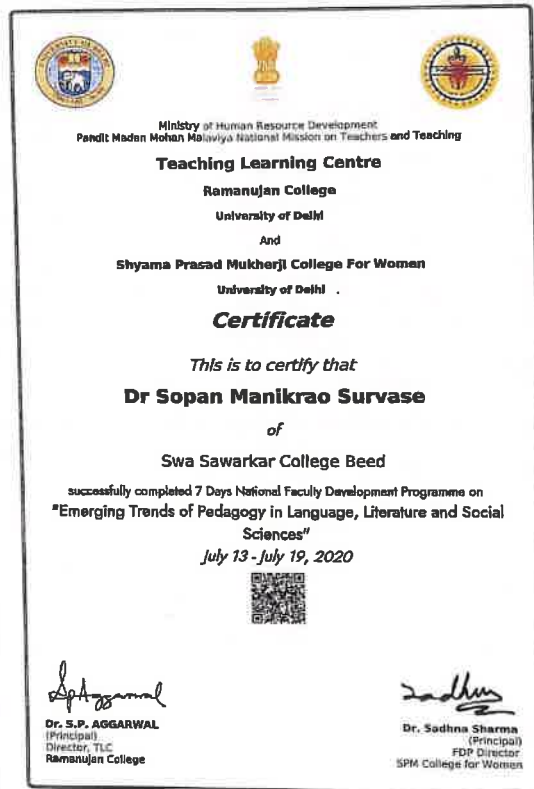 Ministry of Human Resource Development
Pandit Madan Mohan Malaviya National Mission on Teachers and Teaching
Teaching Learning Centre
Ramanujan College
University of Delhi
And
Shyama Prasad Mukherji College For Women
University of Delhi .
Certificate
This is to certify that
Dr Sopan Manikrao Survase
of
Swa Sawarkar College Beed
successfully completed 7 Days National Faculty Development Programme on
"Emerging Trends of Pedagogy in Language, Literature and Social
Sciences"
July 13 - July 19, 2020
SpAggarwal
Dr. S.P. AGGARWAL
(Principal)
Director, TLC
Ramanujan College
Sadhna
Dr. Sadhna Sharma
(Principal)
FDP Director
SPM College for Women